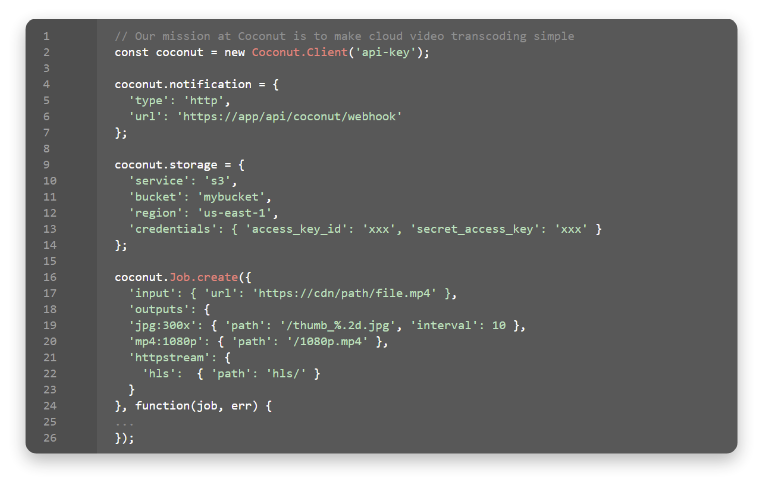 1 // Our mission at Coconut is to make cloud video transcoding simple
2 const coconut = new Coconut.Client('api-key');
3
4 coconut.notification = {
5 'type': 'http',
6 'url': 'https://app/api/coconut/webhook'
7 };
8
9 coconut.storage = {
10 'service': 's3',
11 'bucket': 'mybucket',
12 'region': 'us-east-1',
13 'credentials': { 'access_key_id': 'xxx', 'secret_access_key': 'xxx' }
14 };
15
16 coconut.Job.create({
17 'input': { 'url': 'https://cdn/path/file.mp4' },
18 'outputs': {
19 'jpg:300x': { 'path': '/thumb_%.2d.jpg', 'interval': 10 },
20 'mp4:1080p': { 'path': '/1080p.mp4' },
21 'httpstream': {
22 'hls':  { 'path': 'hls/' }
23 }
24 }, function(job, err) {
25 ...
26 });